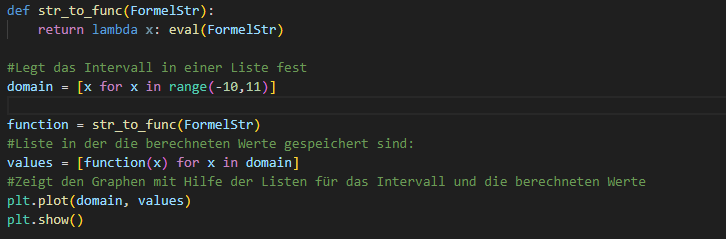 def str_to_func(FormelStr):
    return lambda x: eval(FormelStr)
#Legt das Intervall in einer Liste fest
domain = [x for x in range(-10,11)]
function = str_to_func(FormelStr)
#Liste in der die berechneten Werte gespeichert sind:
values = [function(x) for x in domain]
#Zeigt den Graphen mit Hilfe der Listen für das Intervall und die berechneten Werte
plt.plot(domain, values)
plt.show()